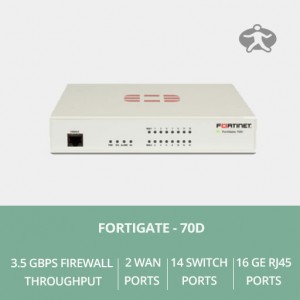 FORTINET
FORTIGATE - 70D
3.5 GBPS FIREWALL
THROUGHPUT
2 WAN
PORTS
14 SWITCH
PORTS
16 GE RJ45
PORTS